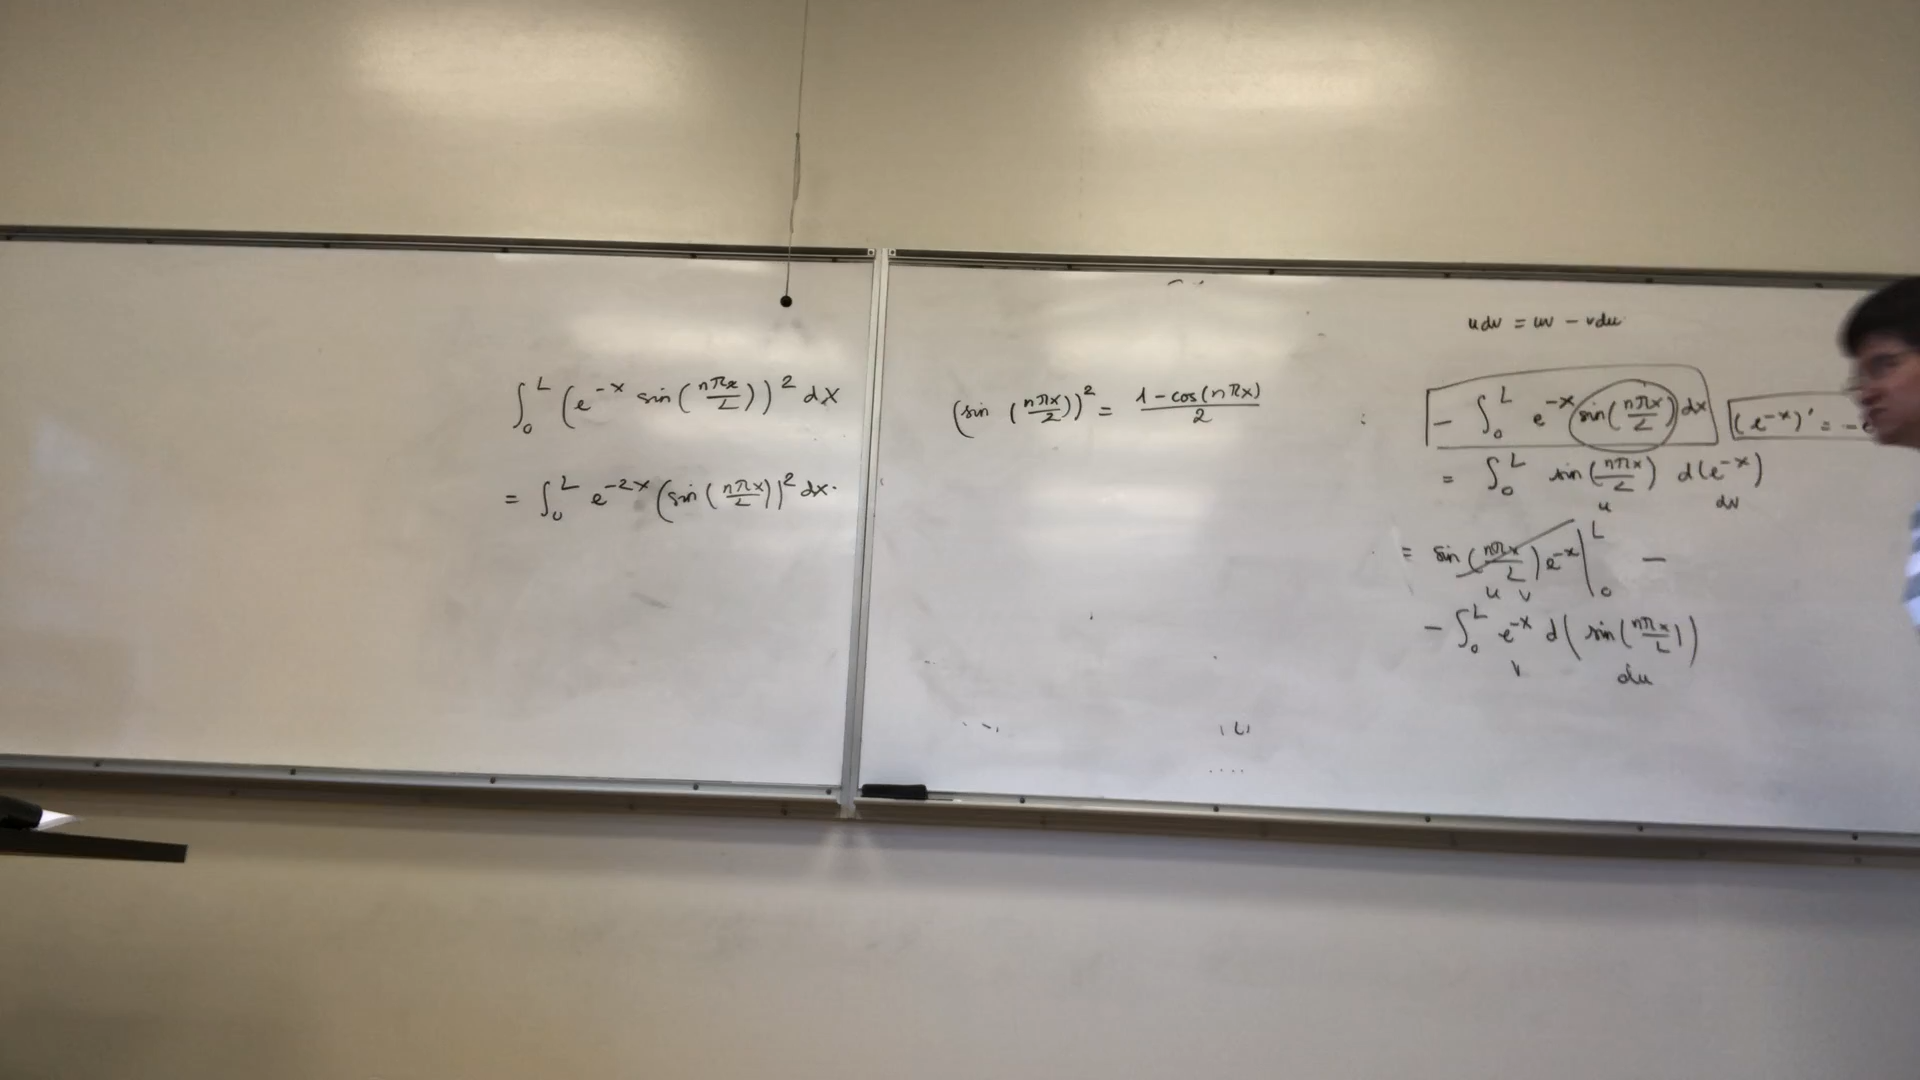 ∫₀ᴸ (e⁻ˣ sin(nπx/L))² dx
= ∫₀ᴸ e⁻²ˣ (sin(nπx/L))² dx.
(sin (nπx/2))² = (1 - cos(nπx))/2
udv = uv - vdu
- ∫₀ᴸ e⁻ˣ sin(nπx/L) dx (e⁻ˣ)' = -e
= ∫₀ᴸ sin(nπx/L) d(e⁻ˣ)
u dv
= sin(nπx/L) e⁻ˣ |₀ᴸ -
u v
- ∫₀ᴸ e⁻ˣ d(sin(nπx/L))
v du